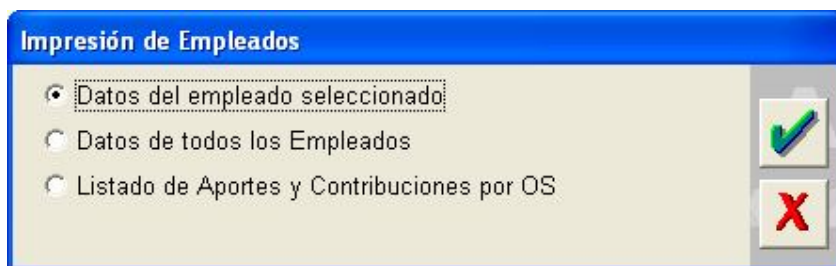 Impresión de Empleados
Datos del empleado seleccionado
Datos de todos los Empleados
Listado de Aportes y Contribuciones por OS